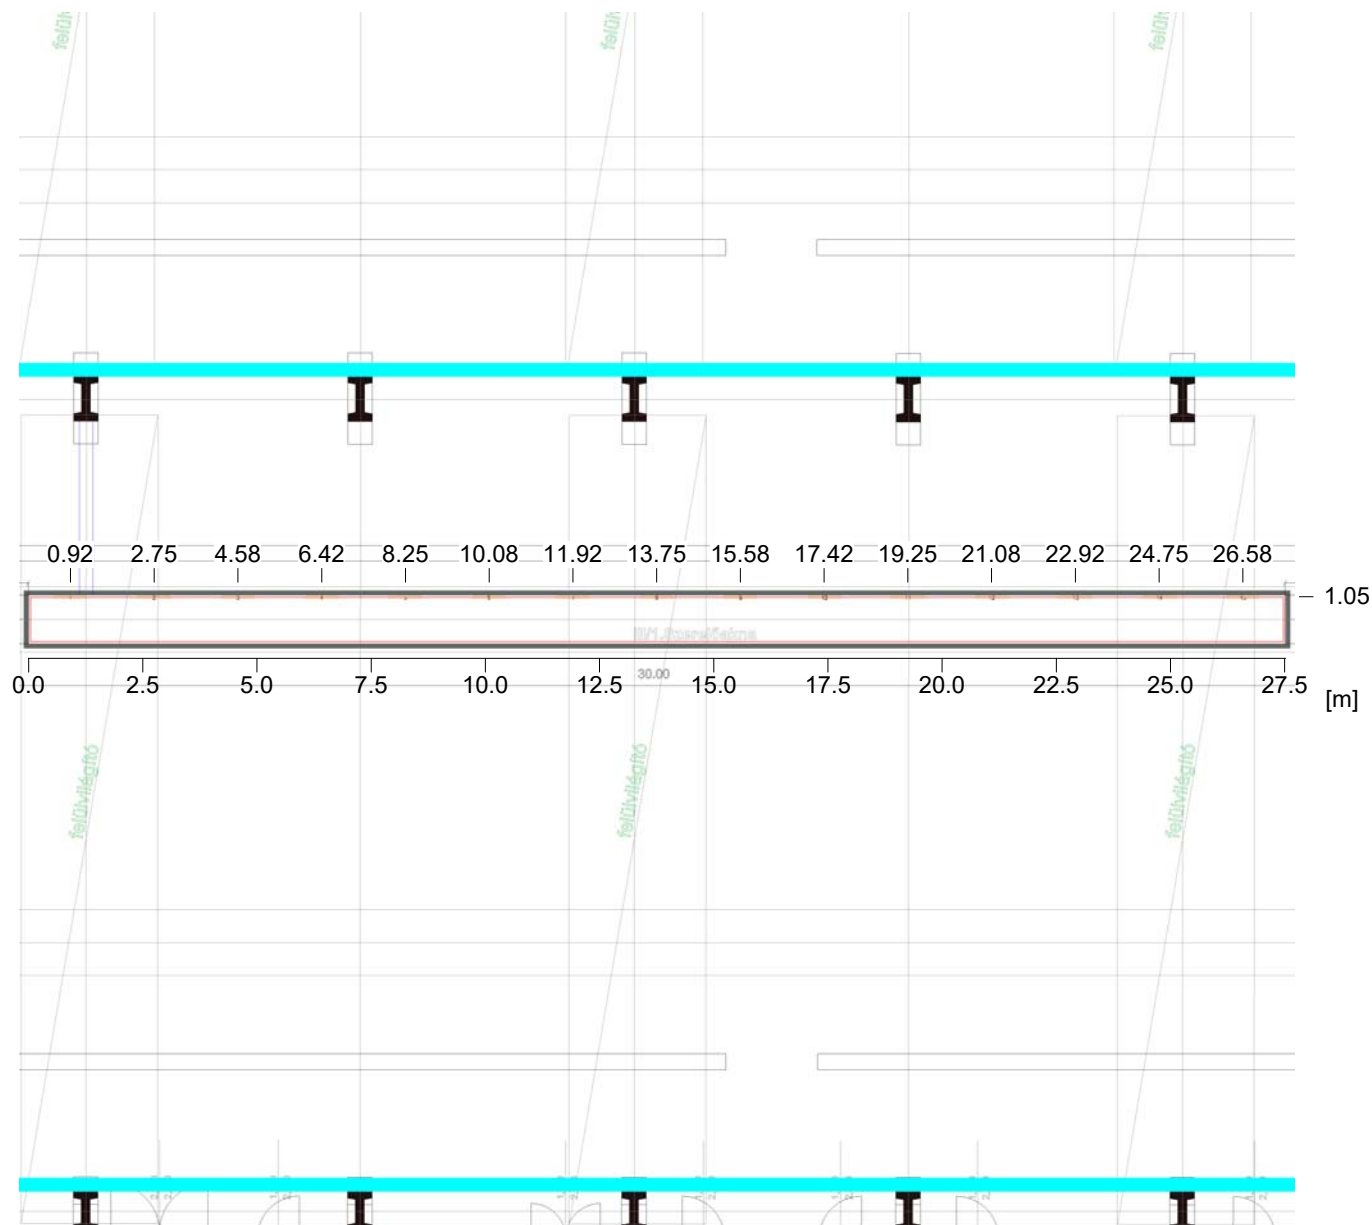 felülvilágító felülvilágító felülvilágító
0.92 2.75 4.58 6.42 8.25 10.08 11.92 13.75 15.58 17.42 19.25 21.08 22.92 24.75 26.58
1.05
III/1.Szerelőakna
30.00
0.0 2.5 5.0 7.5 10.0 12.5 15.0 17.5 20.0 22.5 25.0 27.5
[m]